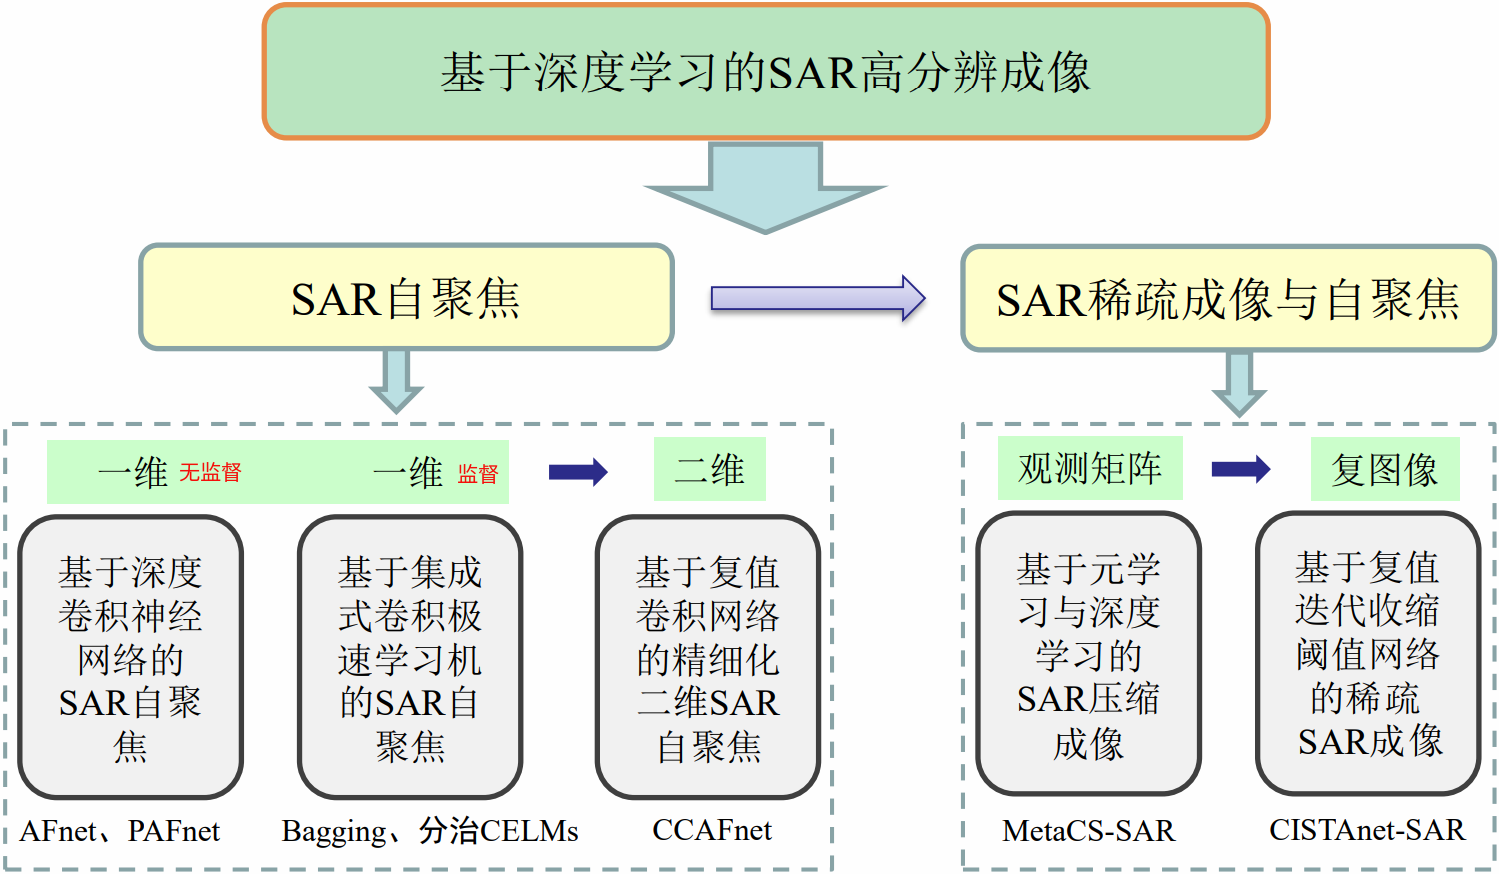 基于深度学习的SAR高分辨成像
SAR自聚焦
SAR稀疏成像与自聚焦
一维 无监督
一维 监督
二维
基于深度
卷积神经
网络的
SAR自聚
焦
基于集成
式卷积极
速学习机
的SAR自
聚焦
基于复值
卷积网络
的精细化
二维SAR
自聚焦
AFnet、PAFnet
Bagging、分治CELMs
CCAFnet
观测矩阵
复图像
基于元学
习与深度
学习的
SAR压缩
成像
基于复值
迭代收缩
阈值网络
的稀疏
SAR成像
MetaCS-SAR
CISTAnet-SAR